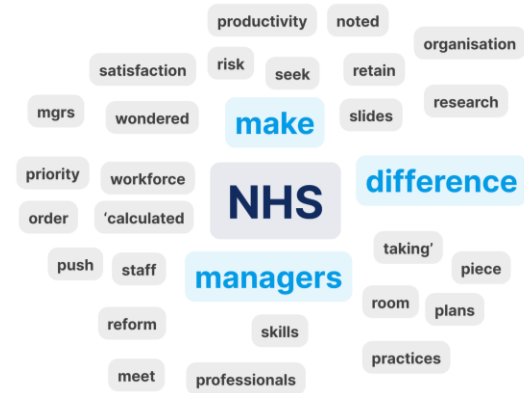 productivity noted
organisation
satisfaction risk seek retain
mgrs wondered make slides research
priority workforce NHS difference
order ‘calculated
push staff managers taking’ piece
reform skills room plans
meet professionals practices